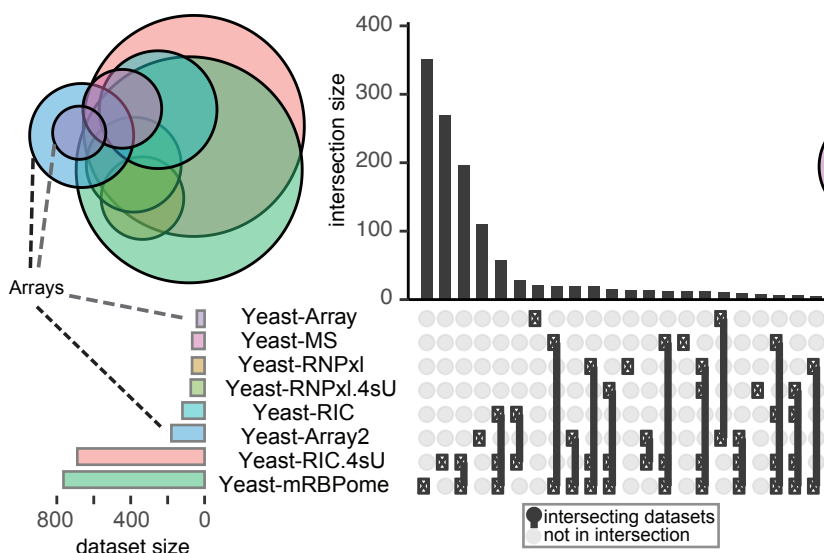 400
300
200
100
0
intersection size
Arrays
Yeast-Array
Yeast-MS
Yeast-RNPxl
Yeast-RNPxl.4sU
Yeast-RIC
Yeast-Array2
Yeast-RIC.4sU
Yeast-mRBPome
800 400 0
dataset size
intersecting datasets
not in intersection